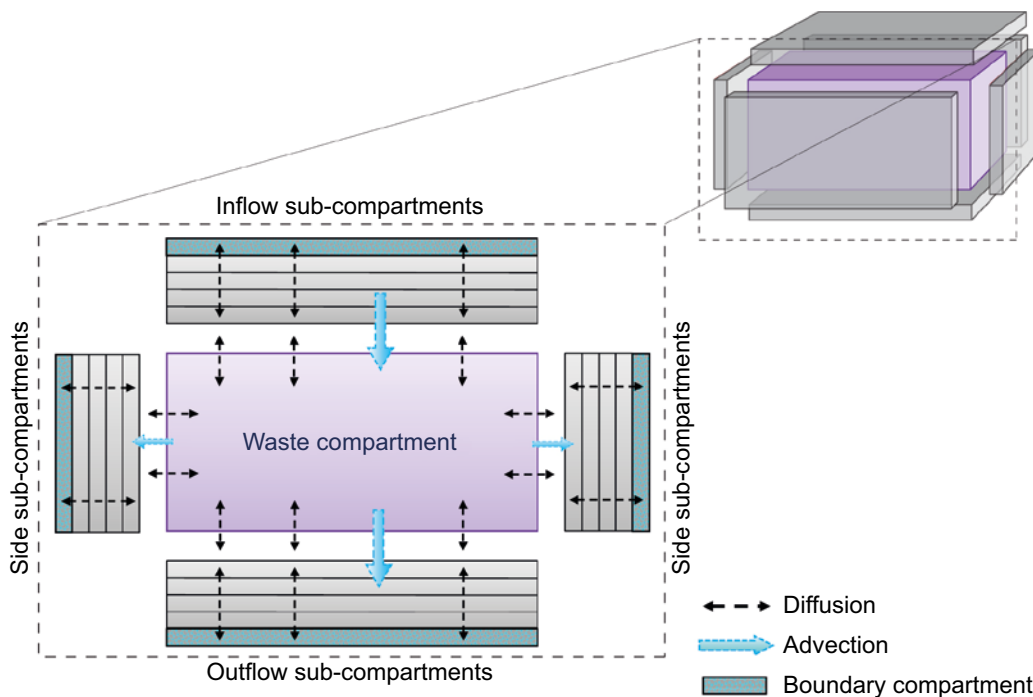 Inflow sub-compartments
Side sub-compartments
Waste compartment
Side sub-compartments
Outflow sub-compartments
Diffusion
Advection
Boundary compartment